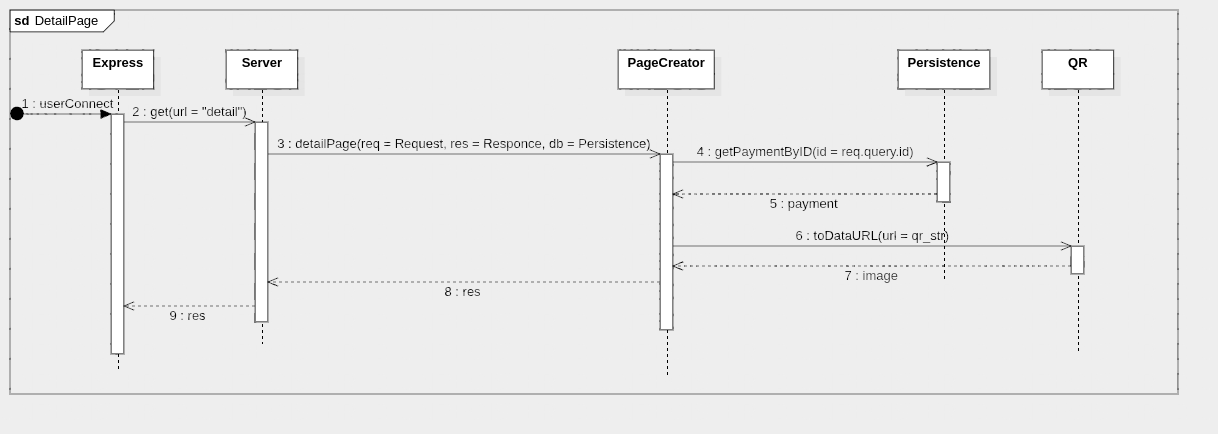 sd DetailPage
Express
Server
PageCreator
Persistence
QR
1 : userConnect
2 : get(url = "detail")
3 : detailPage(req = Request, res = Responce, db = Persistence)
4 : getPaymentByID(id = req.query.id)
5 : payment
6 : toDataURL(url = qr_str)
7 : image
8 : res
9 : res